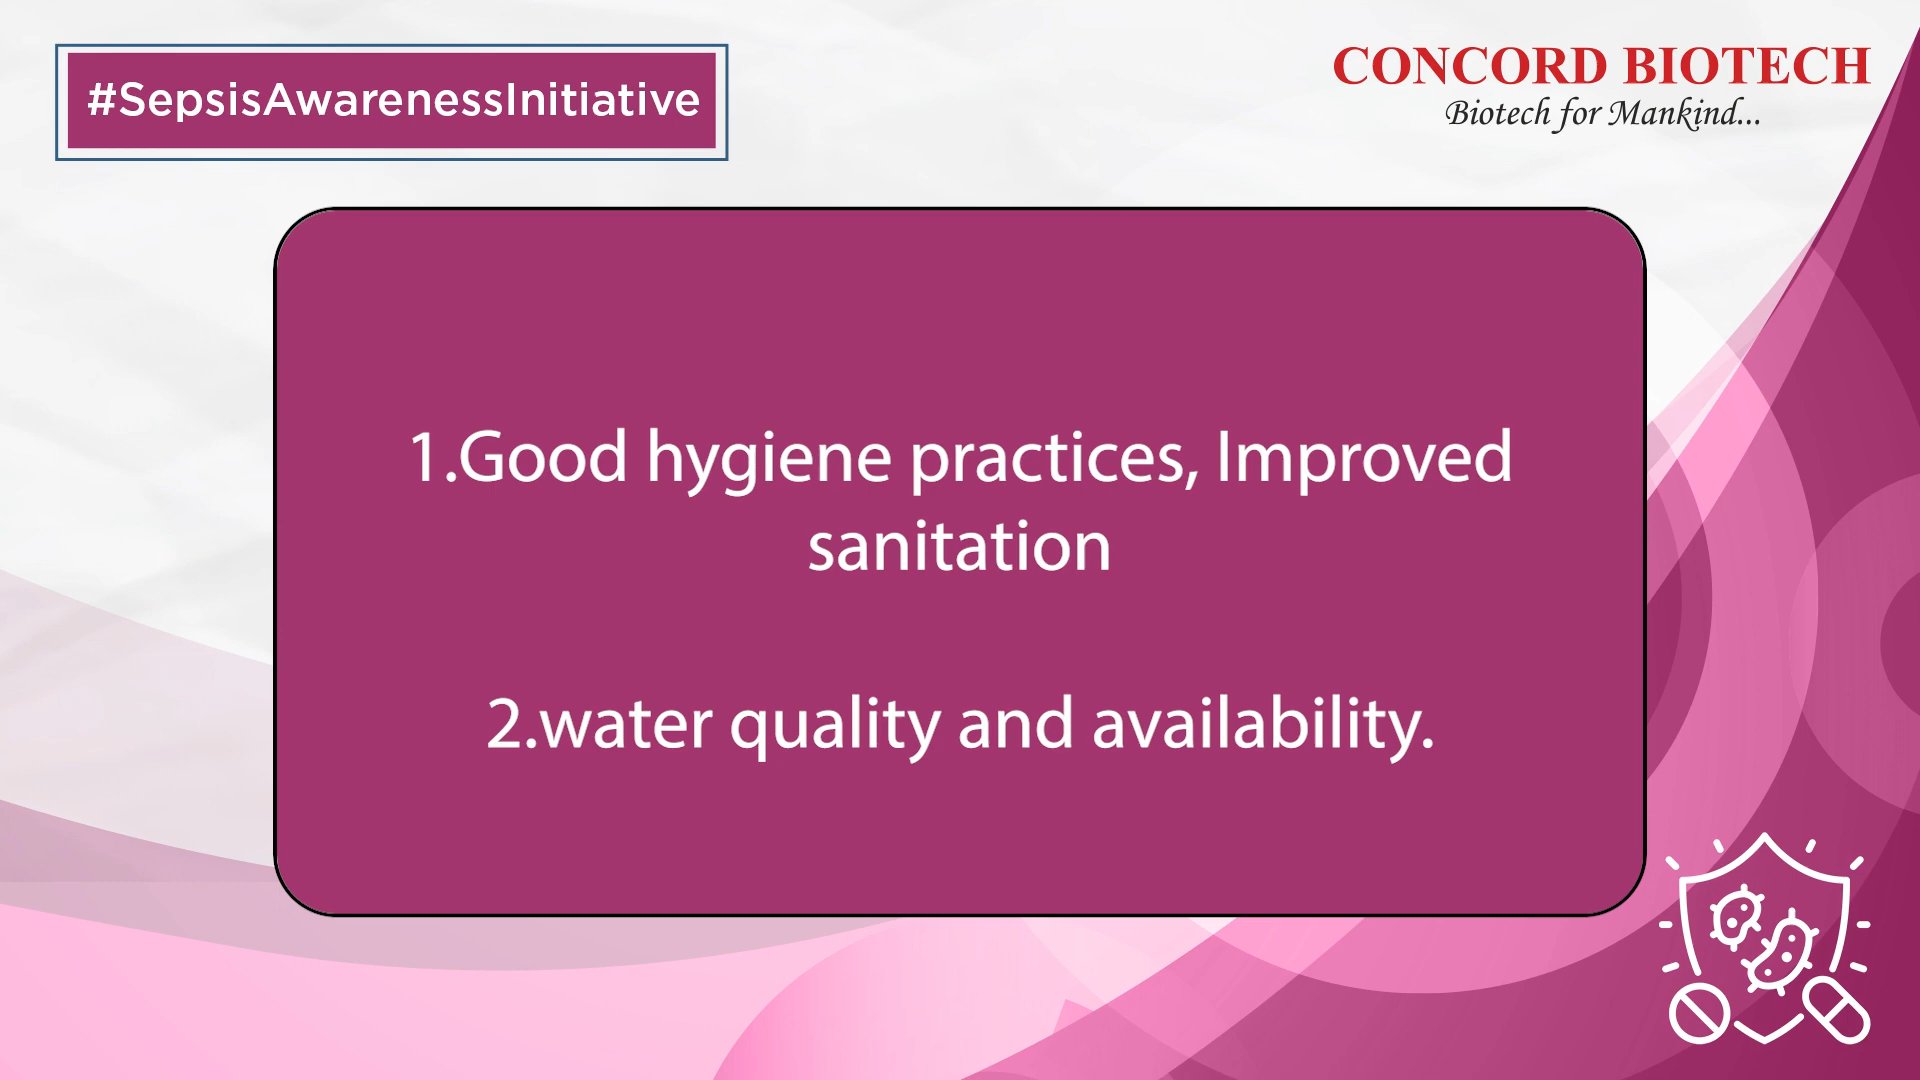 #SepsisAwarenessInitiative
CONCORD BIOTECH
Biotech for Mankind...
1.Good hygiene practices, Improved
sanitation
2.water quality and availability.